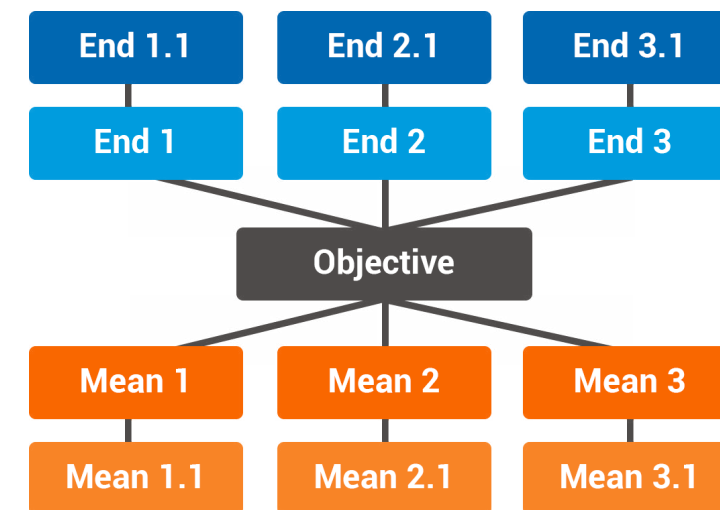 End 1.1
End 2.1
End 3.1
End 1
End 2
End 3
Objective
Mean 1
Mean 2
Mean 3
Mean 1.1
Mean 2.1
Mean 3.1